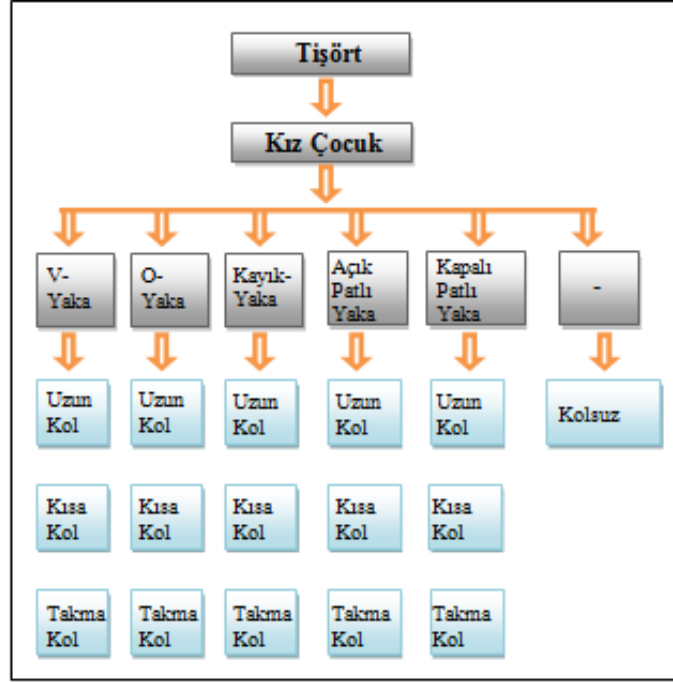 Tişört
Kız Çocuk
V-
Yaka
O-
Yaka
Kayık-
Yaka
Açık
Patlı
Yaka
Kapalı
Patlı
Yaka
-
Uzun
Kol
Uzun
Kol
Uzun
Kol
Uzun
Kol
Uzun
Kol
Kolsuz
Kısa
Kol
Kısa
Kol
Kısa
Kol
Kısa
Kol
Kısa
Kol
Takma
Kol
Takma
Kol
Takma
Kol
Takma
Kol
Takma
Kol